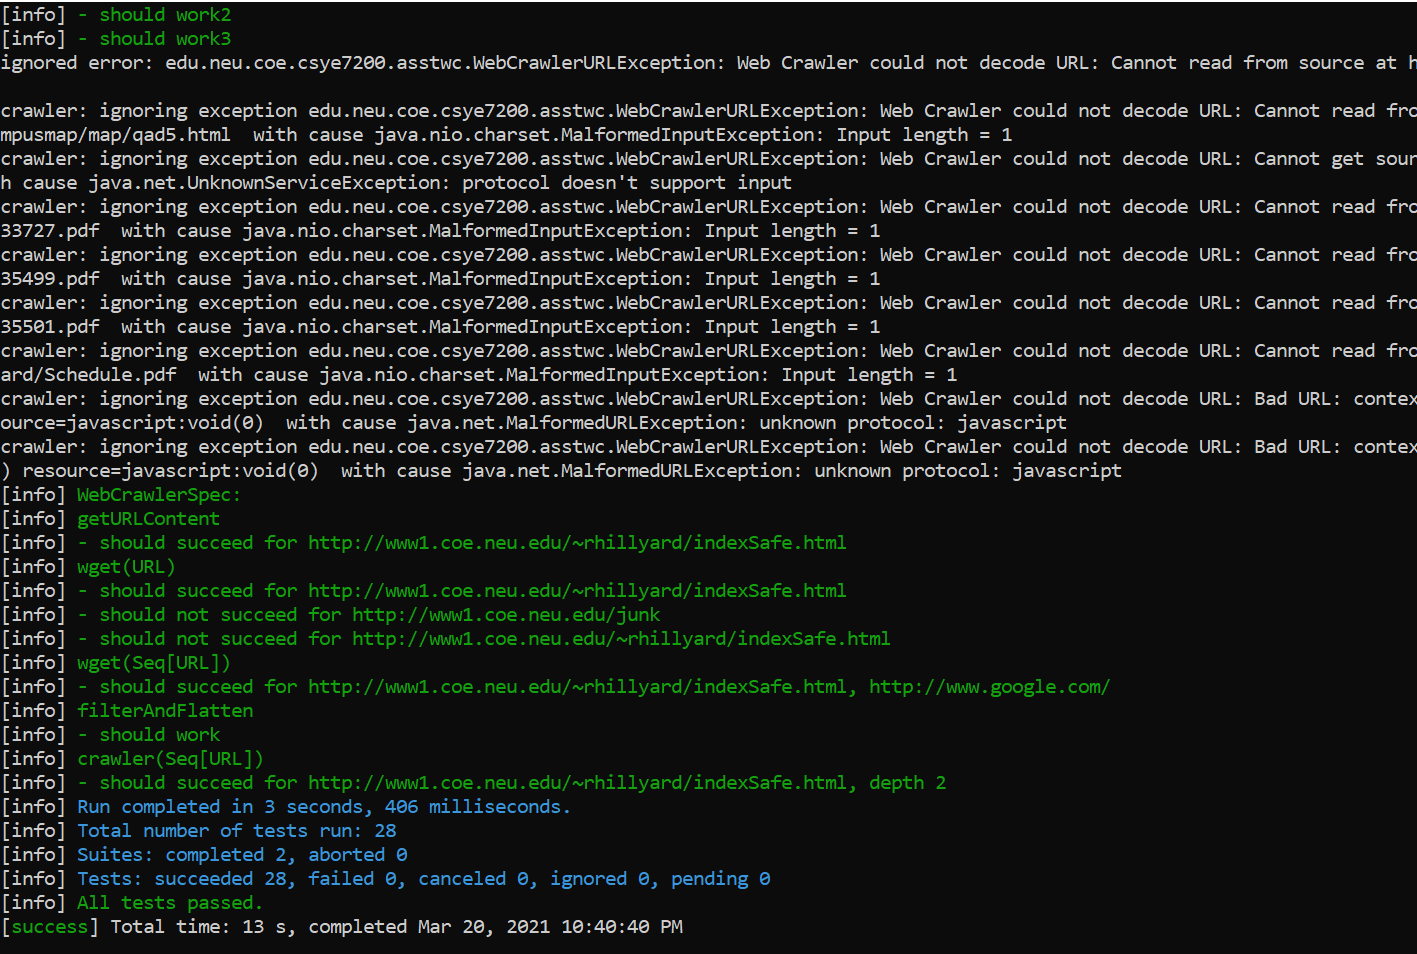 [info] - should work2
[info] - should work3
ignored error: edu.neu.coe.csye7200.asstwc.WebCrawlerURLException: Web Crawler could not decode URL: Cannot read from source at h
crawler: ignoring exception edu.neu.coe.csye7200.asstwc.WebCrawlerURLException: Web Crawler could not decode URL: Cannot read fro
mpusmap/map/qad5.html  with cause java.nio.charset.MalformedInputException: Input length = 1
crawler: ignoring exception edu.neu.coe.csye7200.asstwc.WebCrawlerURLException: Web Crawler could not decode URL: Cannot get sour
h cause java.net.UnknownServiceException: protocol doesn't support input
crawler: ignoring exception edu.neu.coe.csye7200.asstwc.WebCrawlerURLException: Web Crawler could not decode URL: Cannot read fro
33727.pdf  with cause java.nio.charset.MalformedInputException: Input length = 1
crawler: ignoring exception edu.neu.coe.csye7200.asstwc.WebCrawlerURLException: Web Crawler could not decode URL: Cannot read fro
35499.pdf  with cause java.nio.charset.MalformedInputException: Input length = 1
crawler: ignoring exception edu.neu.coe.csye7200.asstwc.WebCrawlerURLException: Web Crawler could not decode URL: Cannot read fro
35501.pdf  with cause java.nio.charset.MalformedInputException: Input length = 1
crawler: ignoring exception edu.neu.coe.csye7200.asstwc.WebCrawlerURLException: Web Crawler could not decode URL: Cannot read fro
ard/Schedule.pdf  with cause java.nio.charset.MalformedInputException: Input length = 1
crawler: ignoring exception edu.neu.coe.csye7200.asstwc.WebCrawlerURLException: Web Crawler could not decode URL: Bad URL: contex
ource=javascript:void(0)  with cause java.net.MalformedURLException: unknown protocol: javascript
crawler: ignoring exception edu.neu.coe.csye7200.asstwc.WebCrawlerURLException: Web Crawler could not decode URL: Bad URL: contex
) resource=javascript:void(0)  with cause java.net.MalformedURLException: unknown protocol: javascript
[info] WebCrawlerSpec:
[info] getURLContent
[info] - should succeed for http://www1.coe.neu.edu/~rhillyard/indexSafe.html
[info] wget(URL)
[info] - should succeed for http://www1.coe.neu.edu/~rhillyard/indexSafe.html
[info] - should not succeed for http://www1.coe.neu.edu/junk
[info] - should not succeed for http://www1.coe.neu.edu/~rhillyard/indexSafe.html
[info] wget(Seq[URL])
[info] - should succeed for http://www1.coe.neu.edu/~rhillyard/indexSafe.html, http://www.google.com/
[info] filterAndFlatten
[info] - should work
[info] crawler(Seq[URL])
[info] - should succeed for http://www1.coe.neu.edu/~rhillyard/indexSafe.html, depth 2
[info] Run completed in 3 seconds, 406 milliseconds.
[info] Total number of tests run: 28
[info] Suites: completed 2, aborted 0
[info] Tests: succeeded 28, failed 0, canceled 0, ignored 0, pending 0
[info] All tests passed.
[success] Total time: 13 s, completed Mar 20, 2021 10:40:40 PM